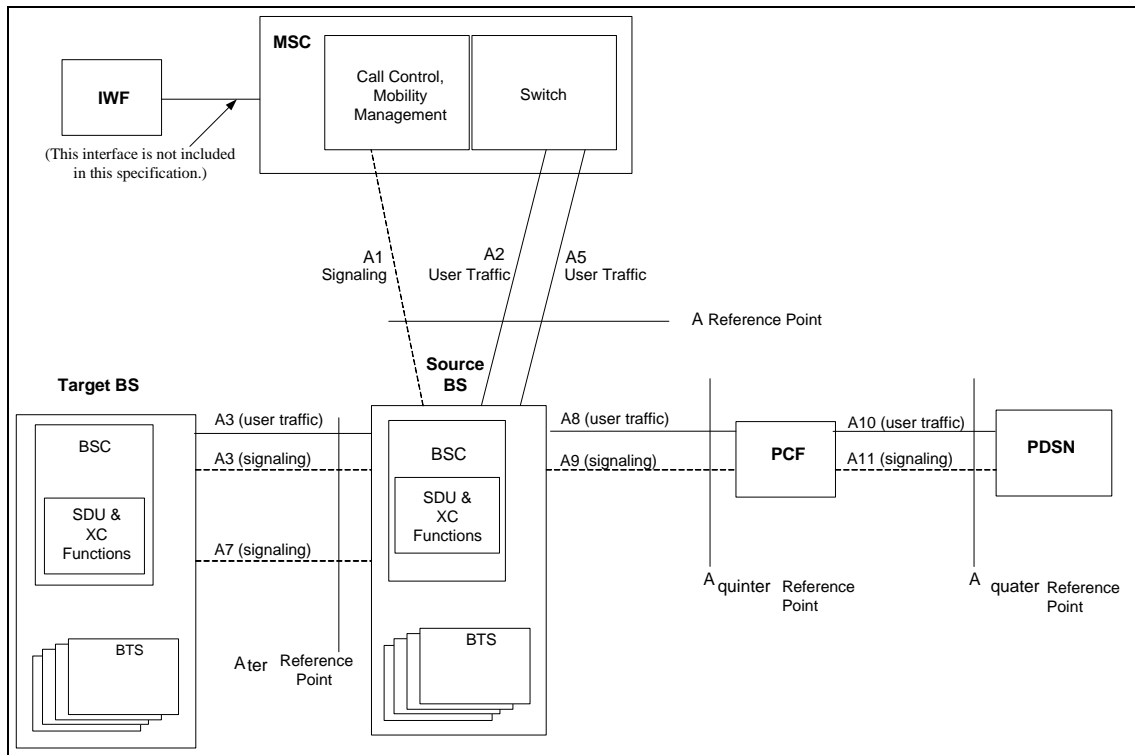 MSC
Call Control,
Mobility
Management
Switch
IWF
(This interface is not included
in this specification.)
A1
Signaling
A2
User Traffic
A5
User Traffic
A Reference Point
Target BS
Source
BS
BSC
SDU &
XC
Functions
BTS
A3 (user traffic)
A3 (signaling)
A7 (signaling)
A ter Reference
Point
BSC
SDU &
XC
Functions
BTS
A8 (user traffic)
A9 (signaling)
PCF
A10 (user traffic)
A11 (signaling)
PDSN
A quinter Reference
Point
A quater Reference
Point